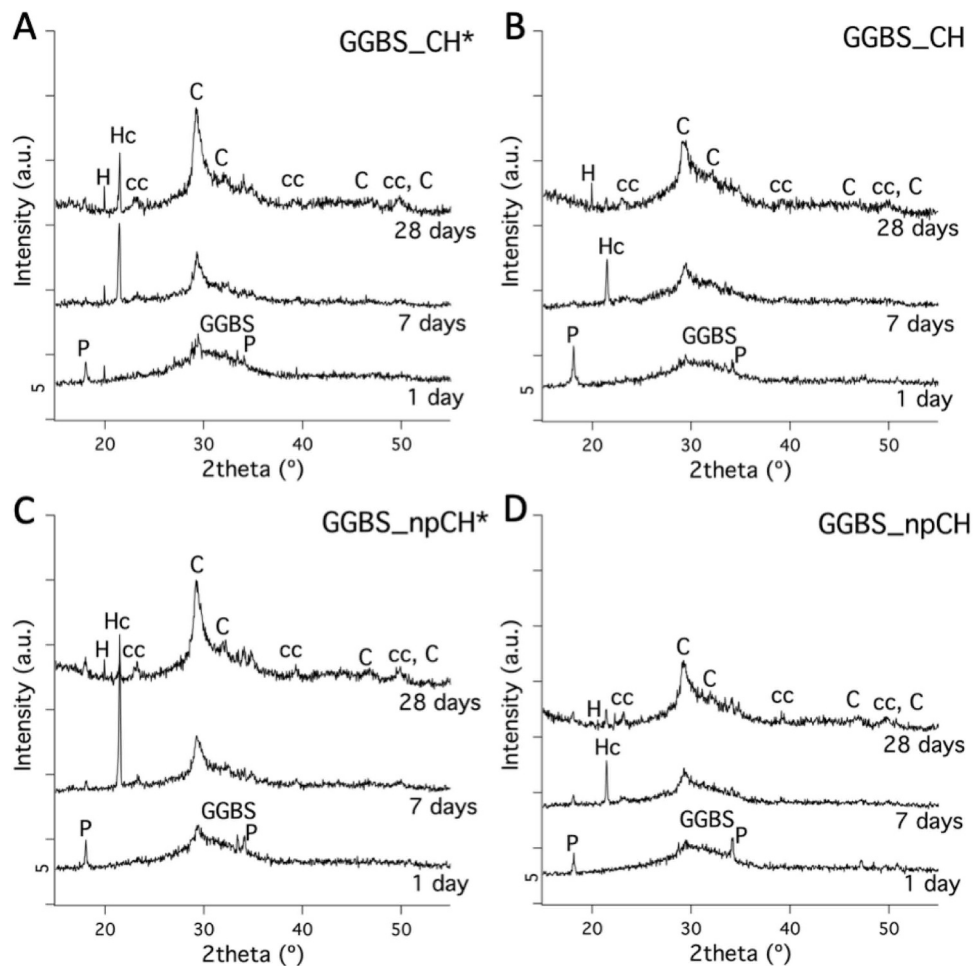 A
GGBS_CH*
Intensity (a.u.)
C
Hc
H
cc
C
cc
C
cc, C
28 days
7 days
P
GGBS
P
1 day
5
20
30
40
50
2theta (º)
B
GGBS_CH
Intensity (a.u.)
C
H
cc
C
cc
C
cc, C
28 days
Hc
7 days
P
GGBS
P
1 day
5
20
30
40
50
2theta (º)
C
GGBS_npCH*
Intensity (a.u.)
C
Hc
H
cc
C
cc
C
cc, C
28 days
7 days
P
GGBS
P
1 day
5
20
30
40
50
2theta (º)
D
GGBS_npCH
Intensity (a.u.)
C
H
cc
C
cc
C
cc, C
28 days
Hc
7 days
P
GGBS
P
1 day
5
20
30
40
50
2theta (º)